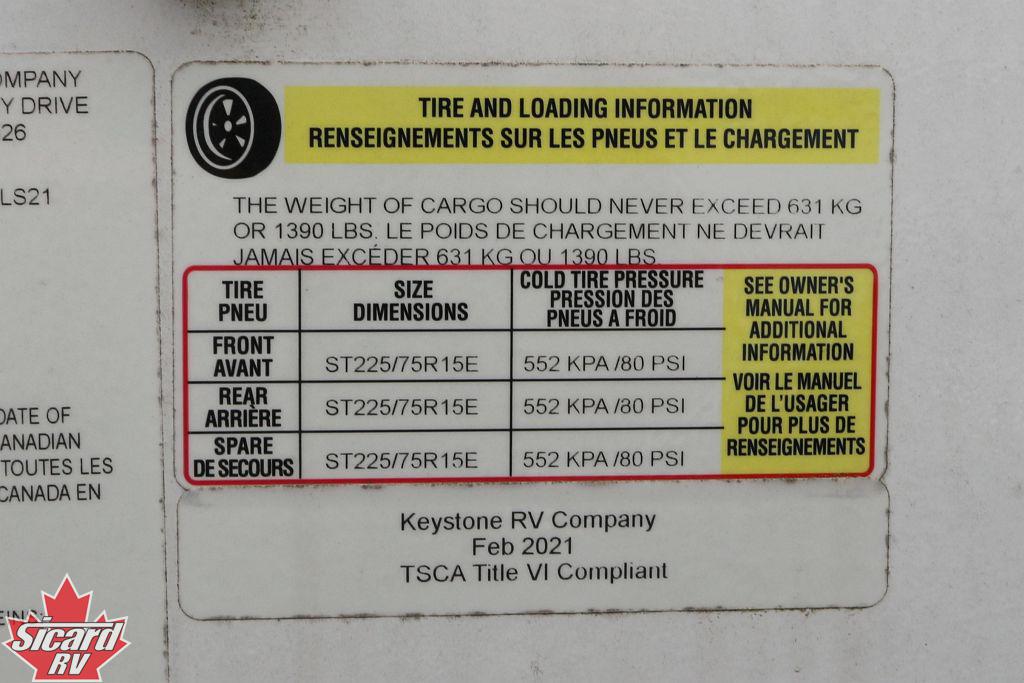 OMPANY
Y DRIVE
26
LS21
DATE OF
ANADIAN
TOUTES LES
CANADA EN
TIRE AND LOADING INFORMATION
RENSEIGNEMENTS SUR LES PNEUS ET LE CHARGEMENT
THE WEIGHT OF CARGO SHOULD NEVER EXCEED 631 KG
OR 1390 LBS. LE POIDS DE CHARGEMENT NE DEVRAIT
JAMAIS EXCÉDER 631 KG OU 1390 LBS.
TIRE
PNEU
SIZE
DIMENSIONS
COLD TIRE PRESSURE
PRESSION DES
PNEUS A FROID
FRONT
AVANT
ST225/75R15E
552 KPA /80 PSI
REAR
ARRIÈRE
ST225/75R15E
552 KPA /80 PSI
SPARE
DE SECOURS
ST225/75R15E
552 KPA /80 PSI
SEE OWNER'S
MANUAL FOR
ADDITIONAL
INFORMATION
VOIR LE MANUEL
DE L'USAGER
POUR PLUS DE
RENSEIGNEMENTS
Keystone RV Company
Feb 2021
TSCA Title VI Compliant
Sicard
RV